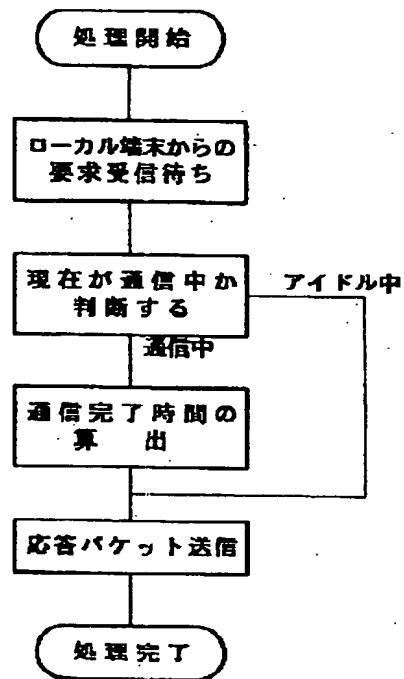 処理開始
ローカル端末からの
要求受信待ち
現在が通信中か
判断する
アイドル中
通信中
通信完了時間の
算出
応答パケット送信
処理完了